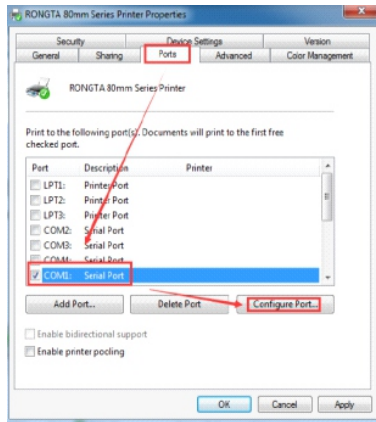 RONGTA 80mm Series Printer Properties
Security Device Settings Version
General Sharing Ports Advanced Color Management
RONGTA 80mm Series Printer
Print to the following port(s). Documents will print to the first free
checked port.
Port Description Printer
LPT1: Printer Port
LPT2: Printer Port
LPT3: Printer Port
COM2: Serial Port
COM3: Serial Port
COM4: Serial Port
COM1: Serial Port
Add Port... Delete Port Configure Port...
Enable bidirectional support
Enable printer pooling
OK Cancel Apply